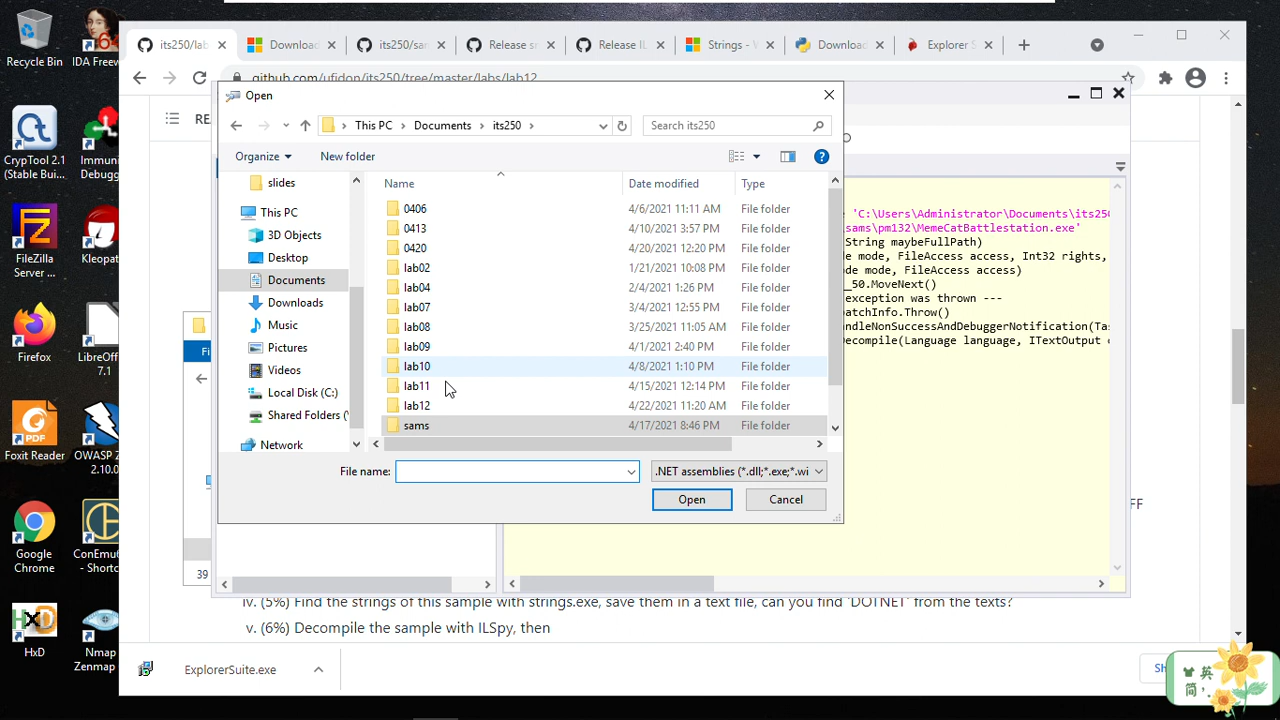 Recycle Bin
IDA Freew
CrypTool 2.1
(Stable Bui...
Immuni
Debugg
FileZilla
Server ...
Kleopat
Firefox
LibreOff
7.1
Foxit Reader
OWASP Z
2.10.0
Google
Chrome
ConEmu
- Shortc
HxD
Nmap
Zenmap
its250/lab
Download
its250/sa
Release s
Release IL
Strings - W
Download
Explorer S
github.com/ufidon/its250/tree/master/labs/lab12
RE
Open
This PC
Documents
its250
Search its250
Organize
New folder
slides
This PC
3D Objects
Desktop
Documents
Downloads
Music
Pictures
Videos
Local Disk (C:)
Shared Folders (
Network
Name
Date modified
Type
0406 4/6/2021 11:11 AM File folder
0413 4/10/2021 3:57 PM File folder
0420 4/20/2021 12:20 PM File folder
lab02 1/21/2021 10:08 PM File folder
lab04 2/4/2021 1:26 PM File folder
lab07 3/4/2021 12:55 PM File folder
lab08 3/25/2021 11:05 AM File folder
lab09 4/1/2021 2:40 PM File folder
lab10 4/8/2021 1:10 PM File folder
lab11 4/15/2021 12:14 PM File folder
lab12 4/22/2021 11:20 AM File folder
sams 4/17/2021 8:46 PM File folder
File name:
.NET assemblies (*.dll;*.exe;*.wi
Open
Cancel
'C:\Users\Administrator\Documents\its250
\sams\pm132\MemeCatBattlestation.exe'
(String maybeFullPath)
de mode, FileAccess access, Int32 rights,
de mode, FileAccess access)
_50.MoveNext()
exception was thrown ---
patchInfo.Throw()
andleNonSuccessAndDebuggerNotification(Ta
Decompile(Language language, ITextOutput
Fi
39
FF
iv. (5%) Find the strings of this sample with strings.exe, save them in a text file, can you find `DOTNET` from the texts?
v. (6%) Decompile the sample with ILSpy, then
ExplorerSuite.exe
Sh
英
简